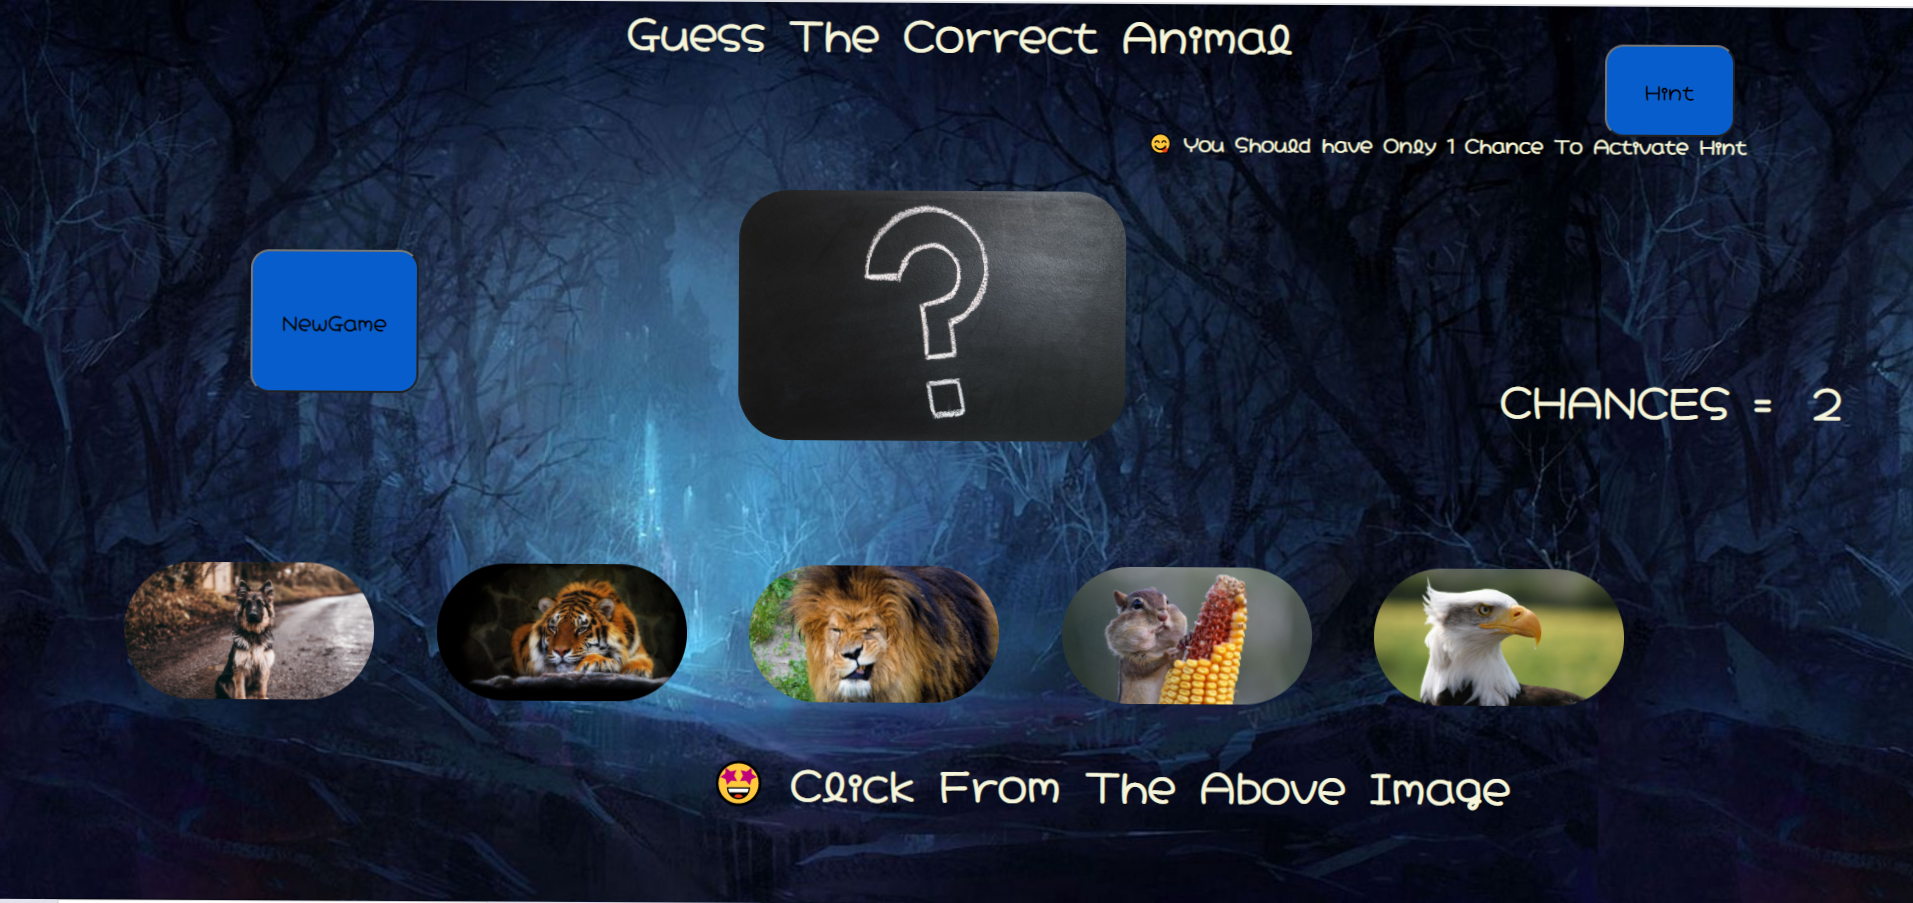 Guess The Correct Animal
Hint
😋 You Should have Only 1 Chance To Activate Hint
?
NewGame
CHANCES = 2
🤩 Click From The Above Image